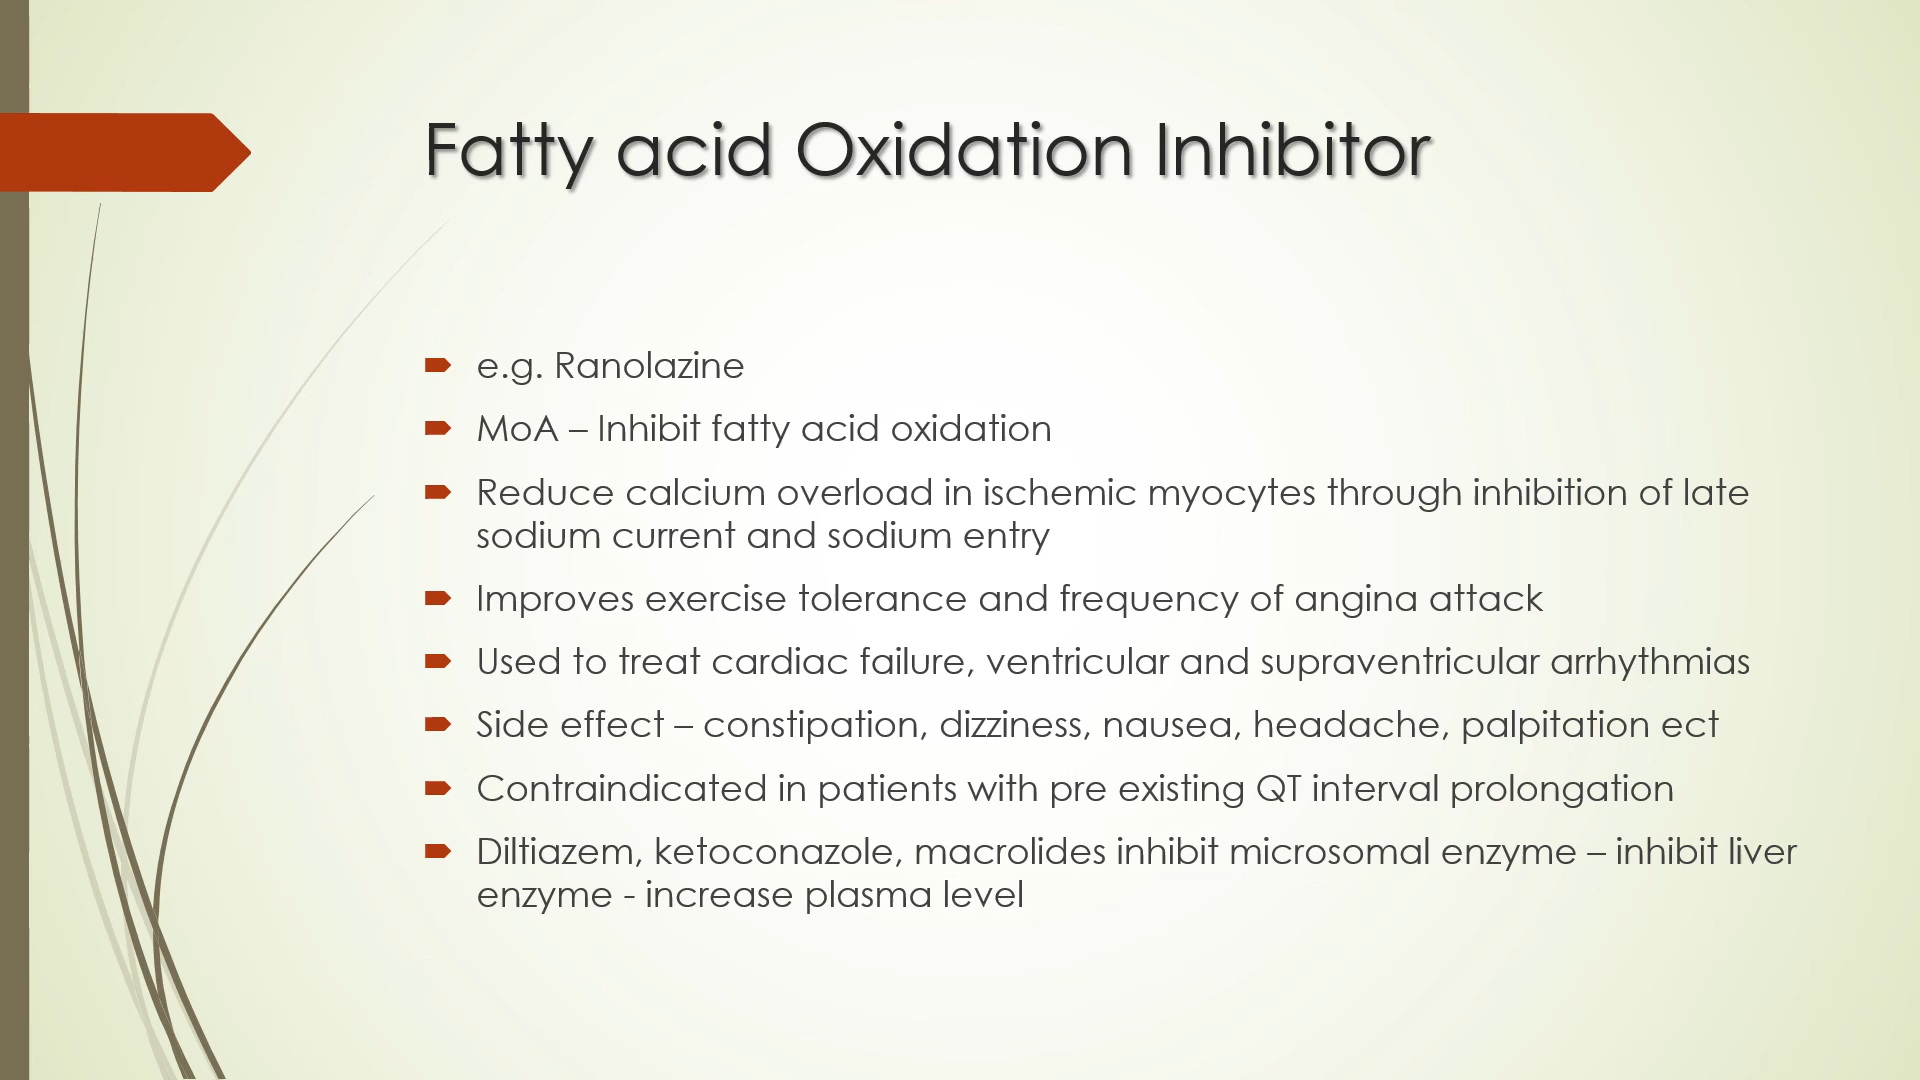 Fatty acid Oxidation Inhibitor
e.g. Ranolazine
MoA – Inhibit fatty acid oxidation
Reduce calcium overload in ischemic myocytes through inhibition of late
sodium current and sodium entry
Improves exercise tolerance and frequency of angina attack
Used to treat cardiac failure, ventricular and supraventricular arrhythmias
Side effect – constipation, dizziness, nausea, headache, palpitation ect
Contraindicated in patients with pre existing QT interval prolongation
Diltiazem, ketoconazole, macrolides inhibit microsomal enzyme – inhibit liver
enzyme - increase plasma level